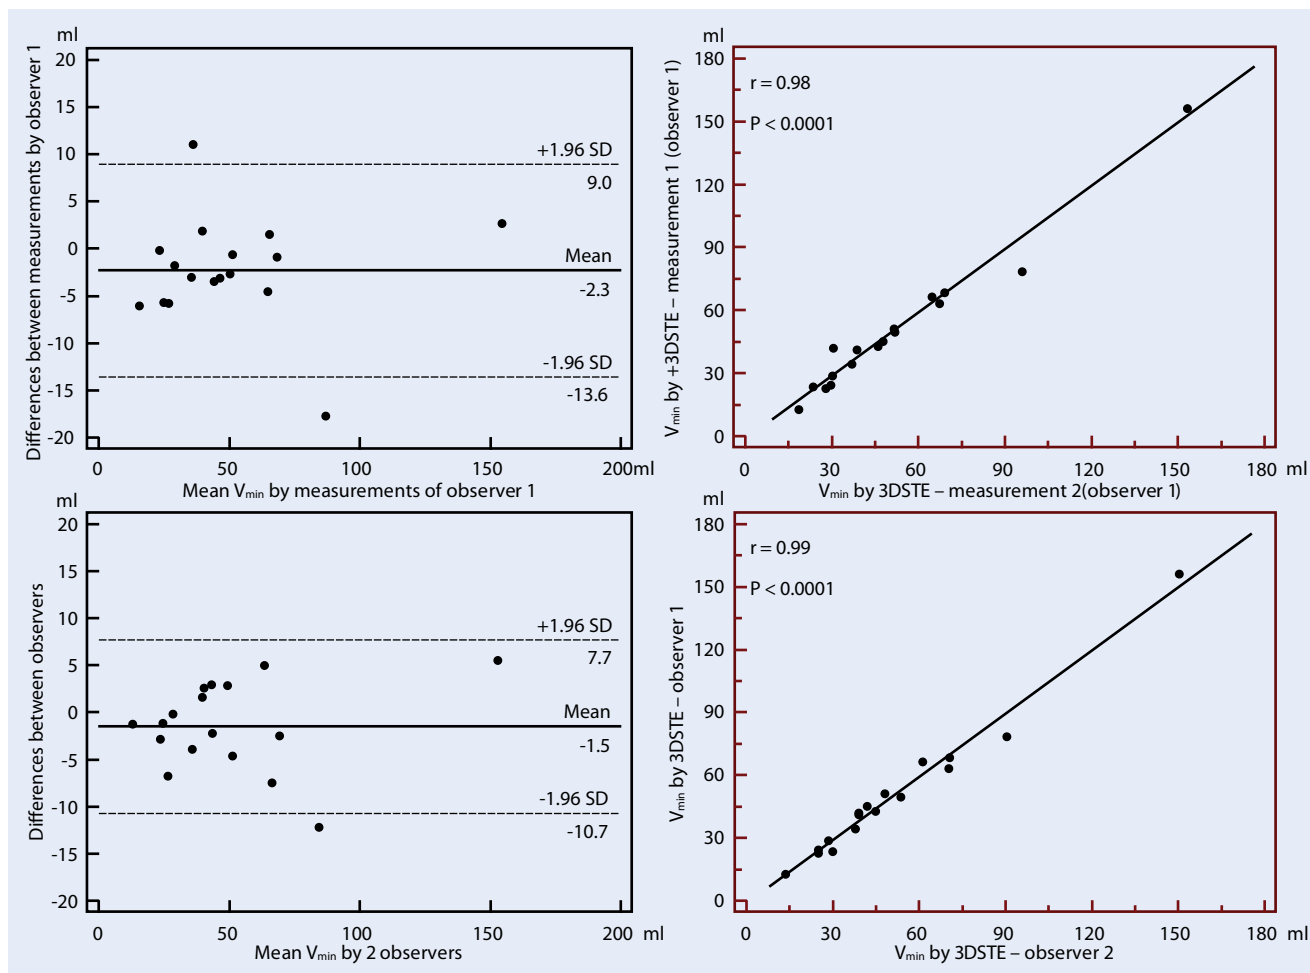 ml
20
15
10
5
0
-5
-10
-15
-20
Differences between measurements by observer 1
+1.96 SD
9.0
Mean
-2.3
-1.96 SD
-13.6
0 50 100 150 200ml
Mean Vmin by measurements of observer 1
ml
180
150
120
90
60
30
0
Vmin by +3DSTE – measurement 1 (observer 1)
r = 0.98
P < 0.0001
0 30 60 90 120 150 180 ml
Vmin by 3DSTE – measurement 2(observer 1)
ml
20
15
10
5
0
-5
-10
-15
-20
Differences between observers
+1.96 SD
7.7
Mean
-1.5
-1.96 SD
-10.7
0 50 100 150 200 ml
Mean Vmin by 2 observers
ml
180
150
120
90
60
30
0
Vmin by 3DSTE – observer 1
r = 0.99
P < 0.0001
0 30 60 90 120 150 180 ml
Vmin by 3DSTE – observer 2